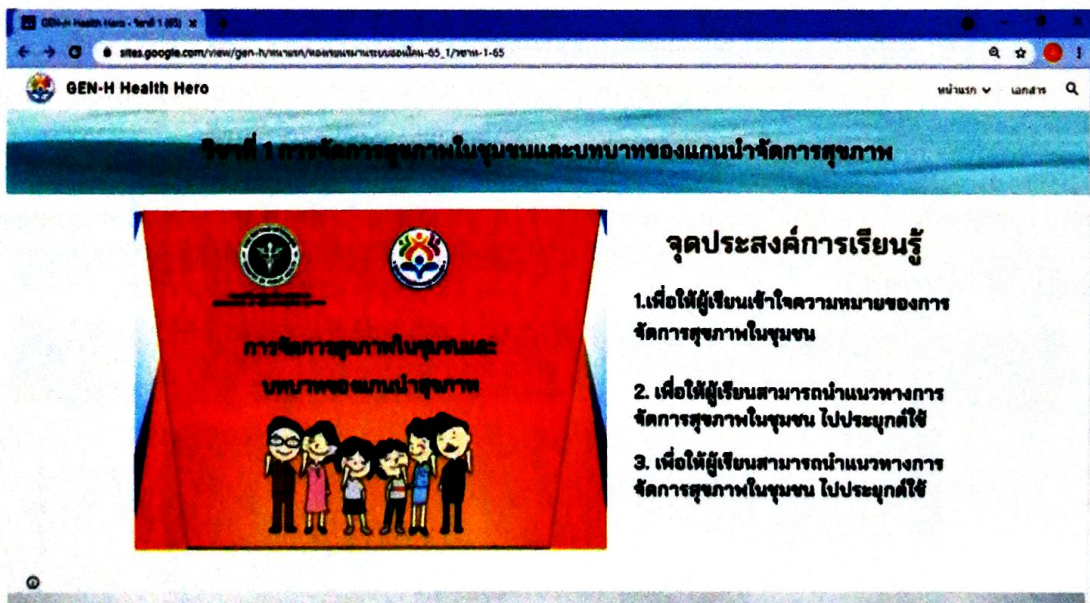 GEN-H Health Hero - วิชาที่ 1 (65)
GEN-H Health Hero
หน้าแรก
เอกสาร
วิชาที่ 1 การจัดการสุขภาพในชุมชนและบทบาทของแกนนำจัดการสุขภาพ
การจัดการสุขภาพในชุมชนและ
บทบาทของแกนนำสุขภาพ
จุดประสงค์การเรียนรู้
1.เพื่อให้ผู้เรียนเข้าใจความหมายของการ
จัดการสุขภาพในชุมชน
2. เพื่อให้ผู้เรียนสามารถนำแนวทางการ
จัดการสุขภาพในชุมชน ไปประยุกต์ใช้
3. เพื่อให้ผู้เรียนสามารถนำแนวทางการ
จัดการสุขภาพในชุมชน ไปประยุกต์ใช้